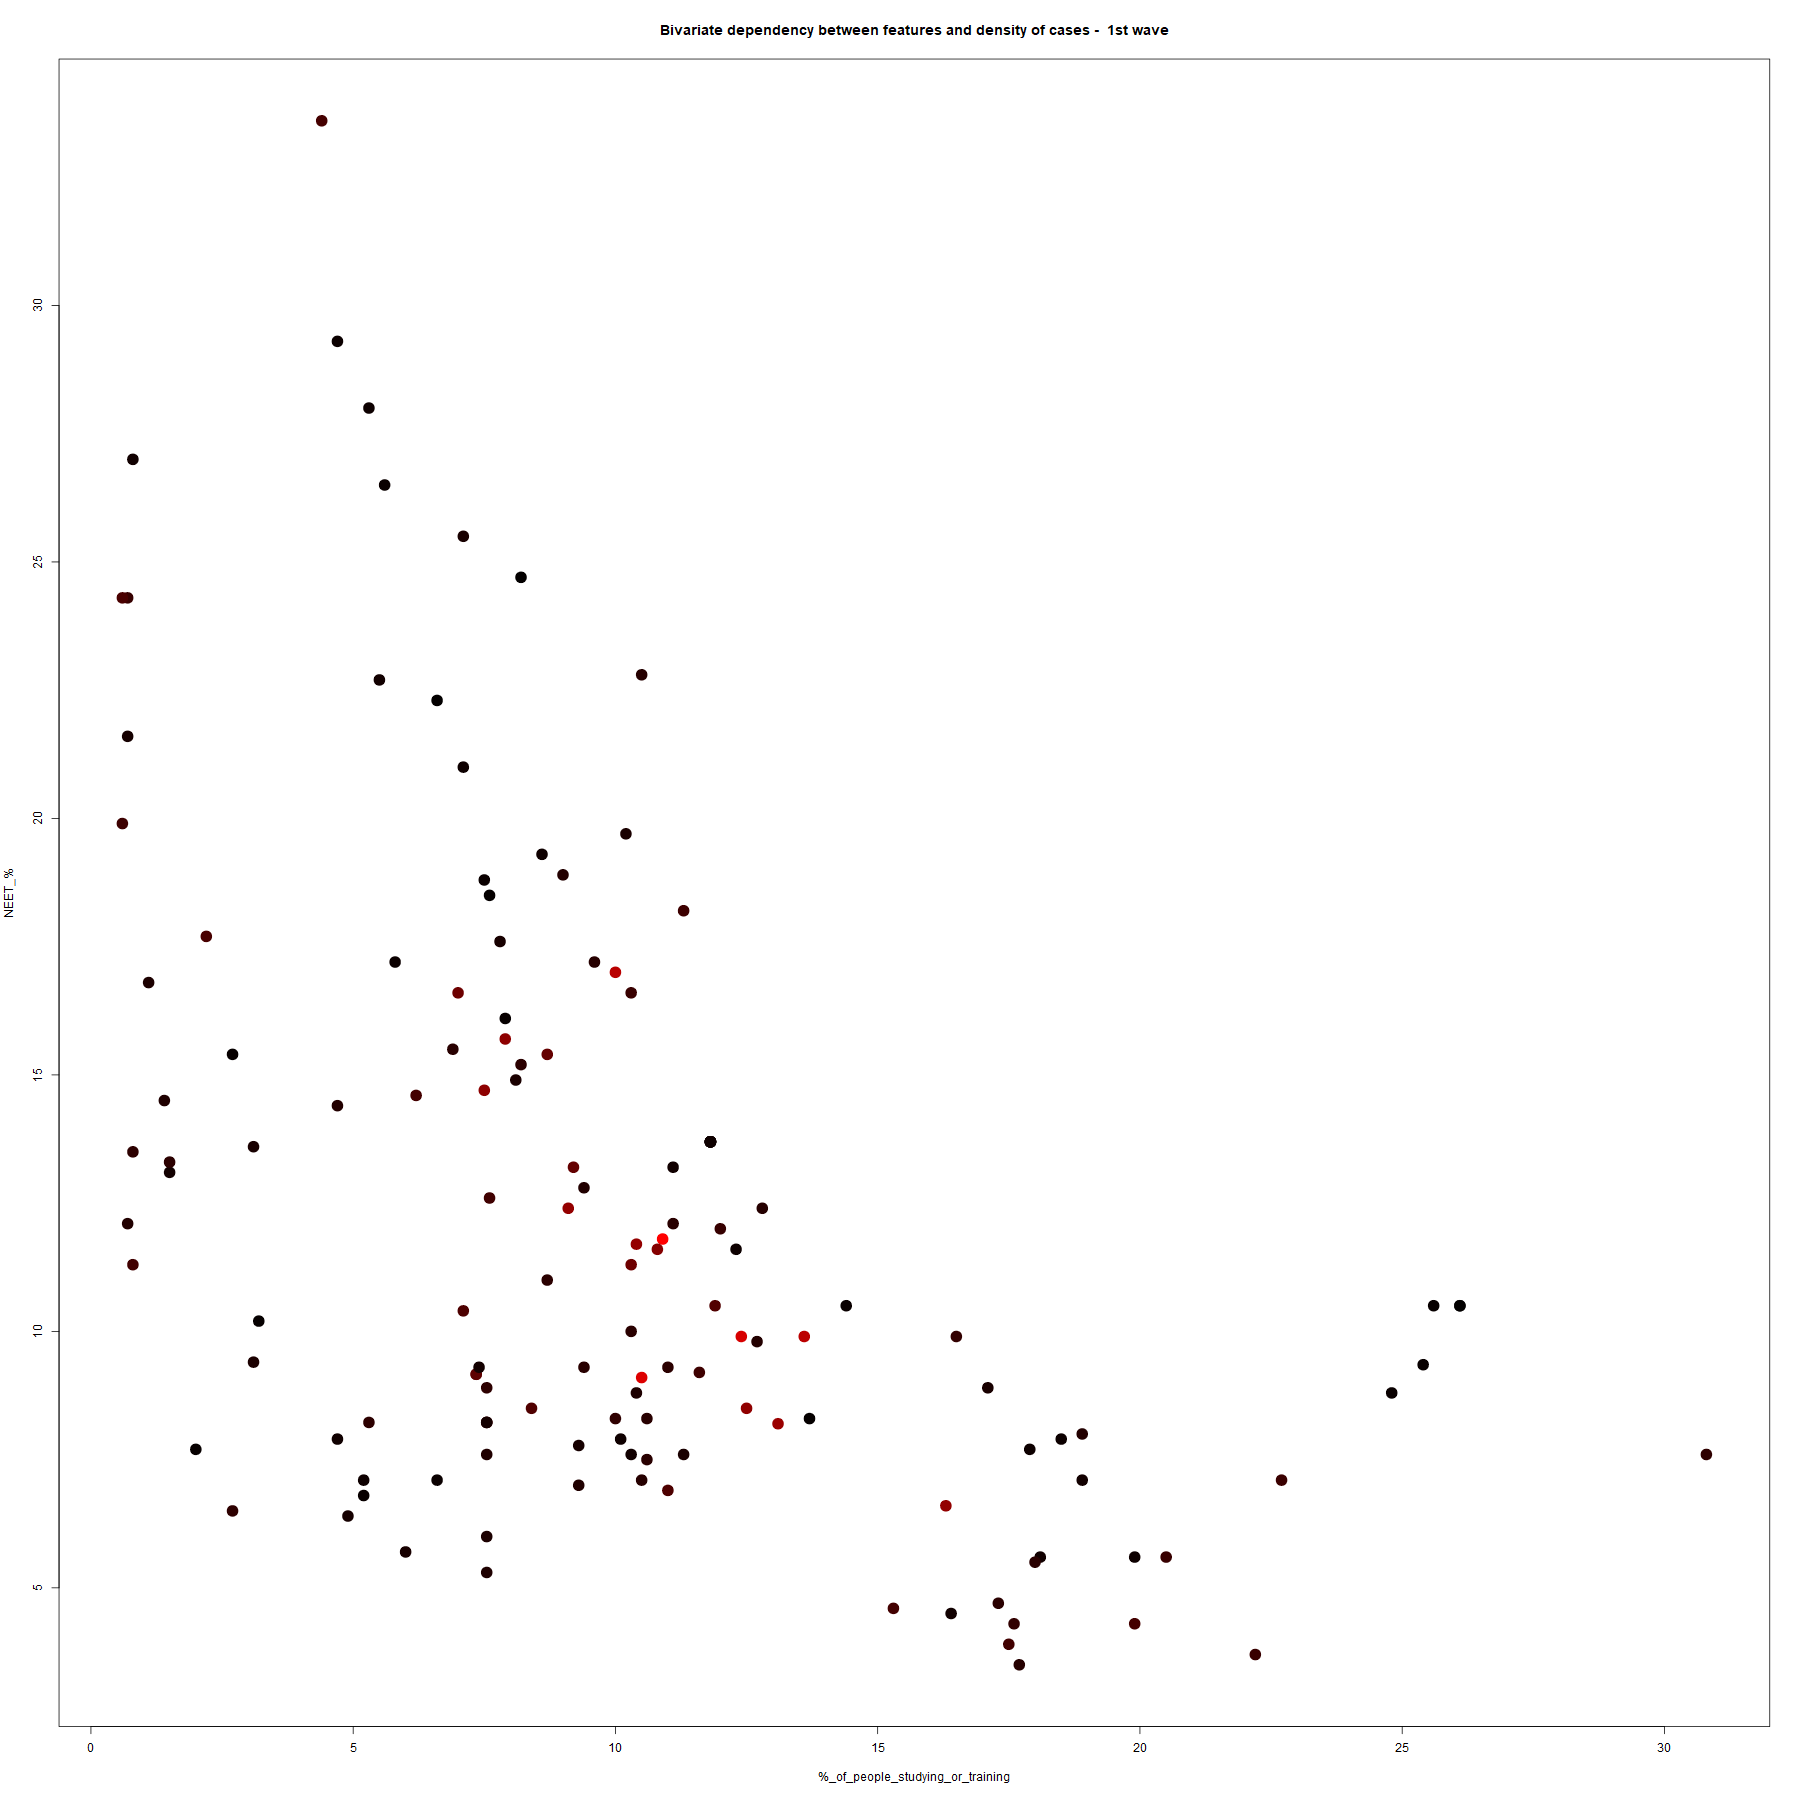 Bivariate dependency between features and density of cases -  1st wave
30
25
20
15
10
5
NEET_%
0 5 10 15 20 25 30
%_of_people_studying_or_training